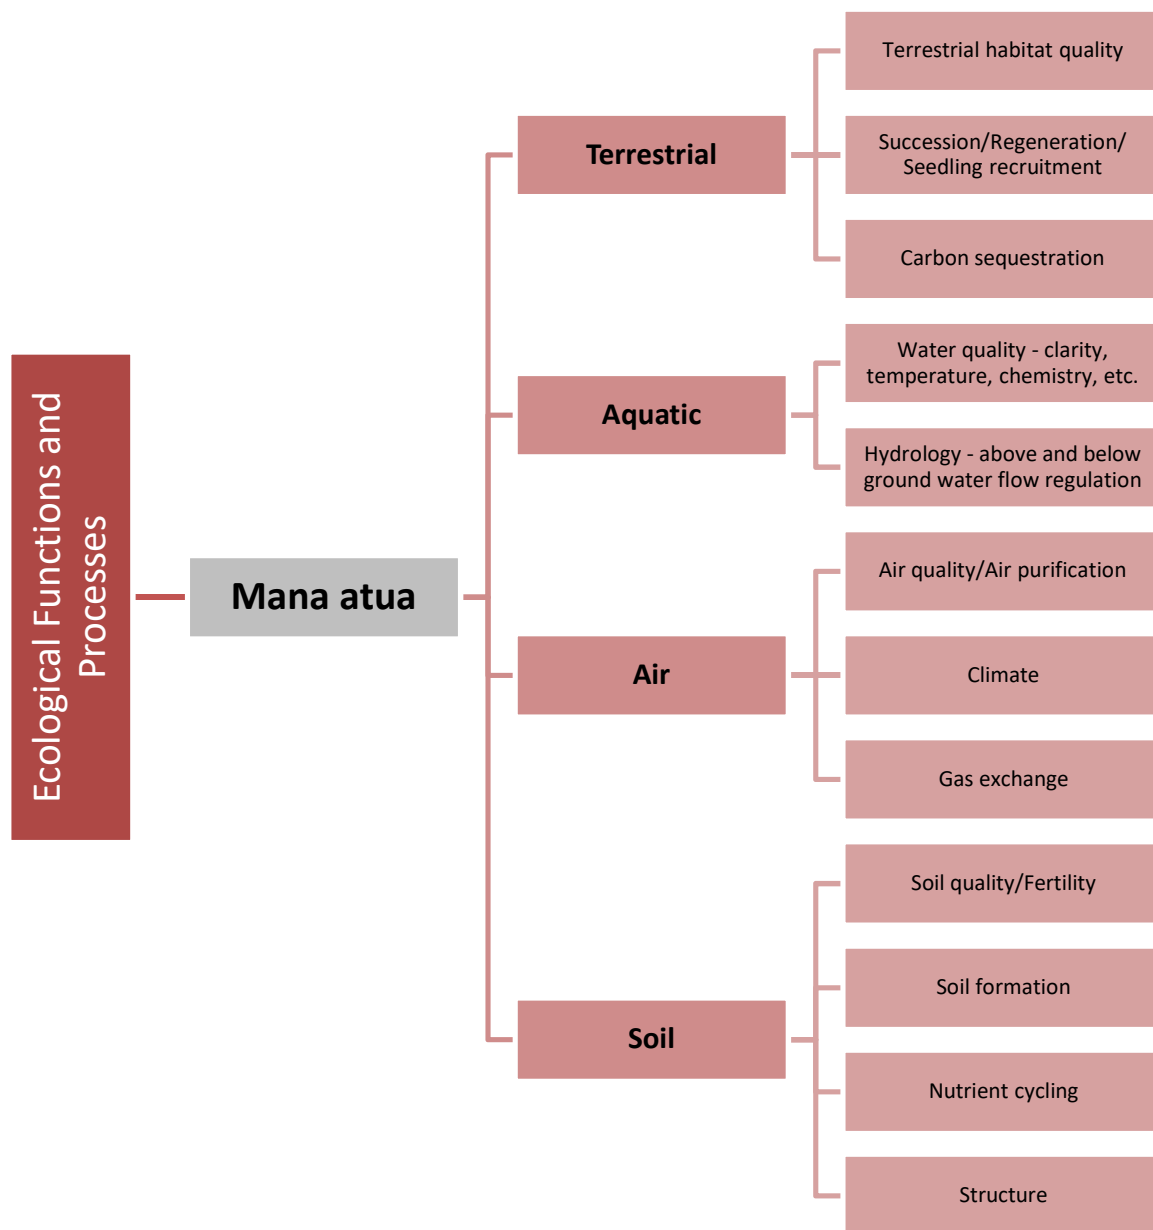 Ecological Functions and
Processes
Mana atua
Terrestrial
Terrestrial habitat quality
Succession/Regeneration/
Seedling recruitment
Carbon sequestration
Aquatic
Water quality - clarity,
temperature, chemistry, etc.
Hydrology - above and below
ground water flow regulation
Air
Air quality/Air purification
Climate
Gas exchange
Soil
Soil quality/Fertility
Soil formation
Nutrient cycling
Structure